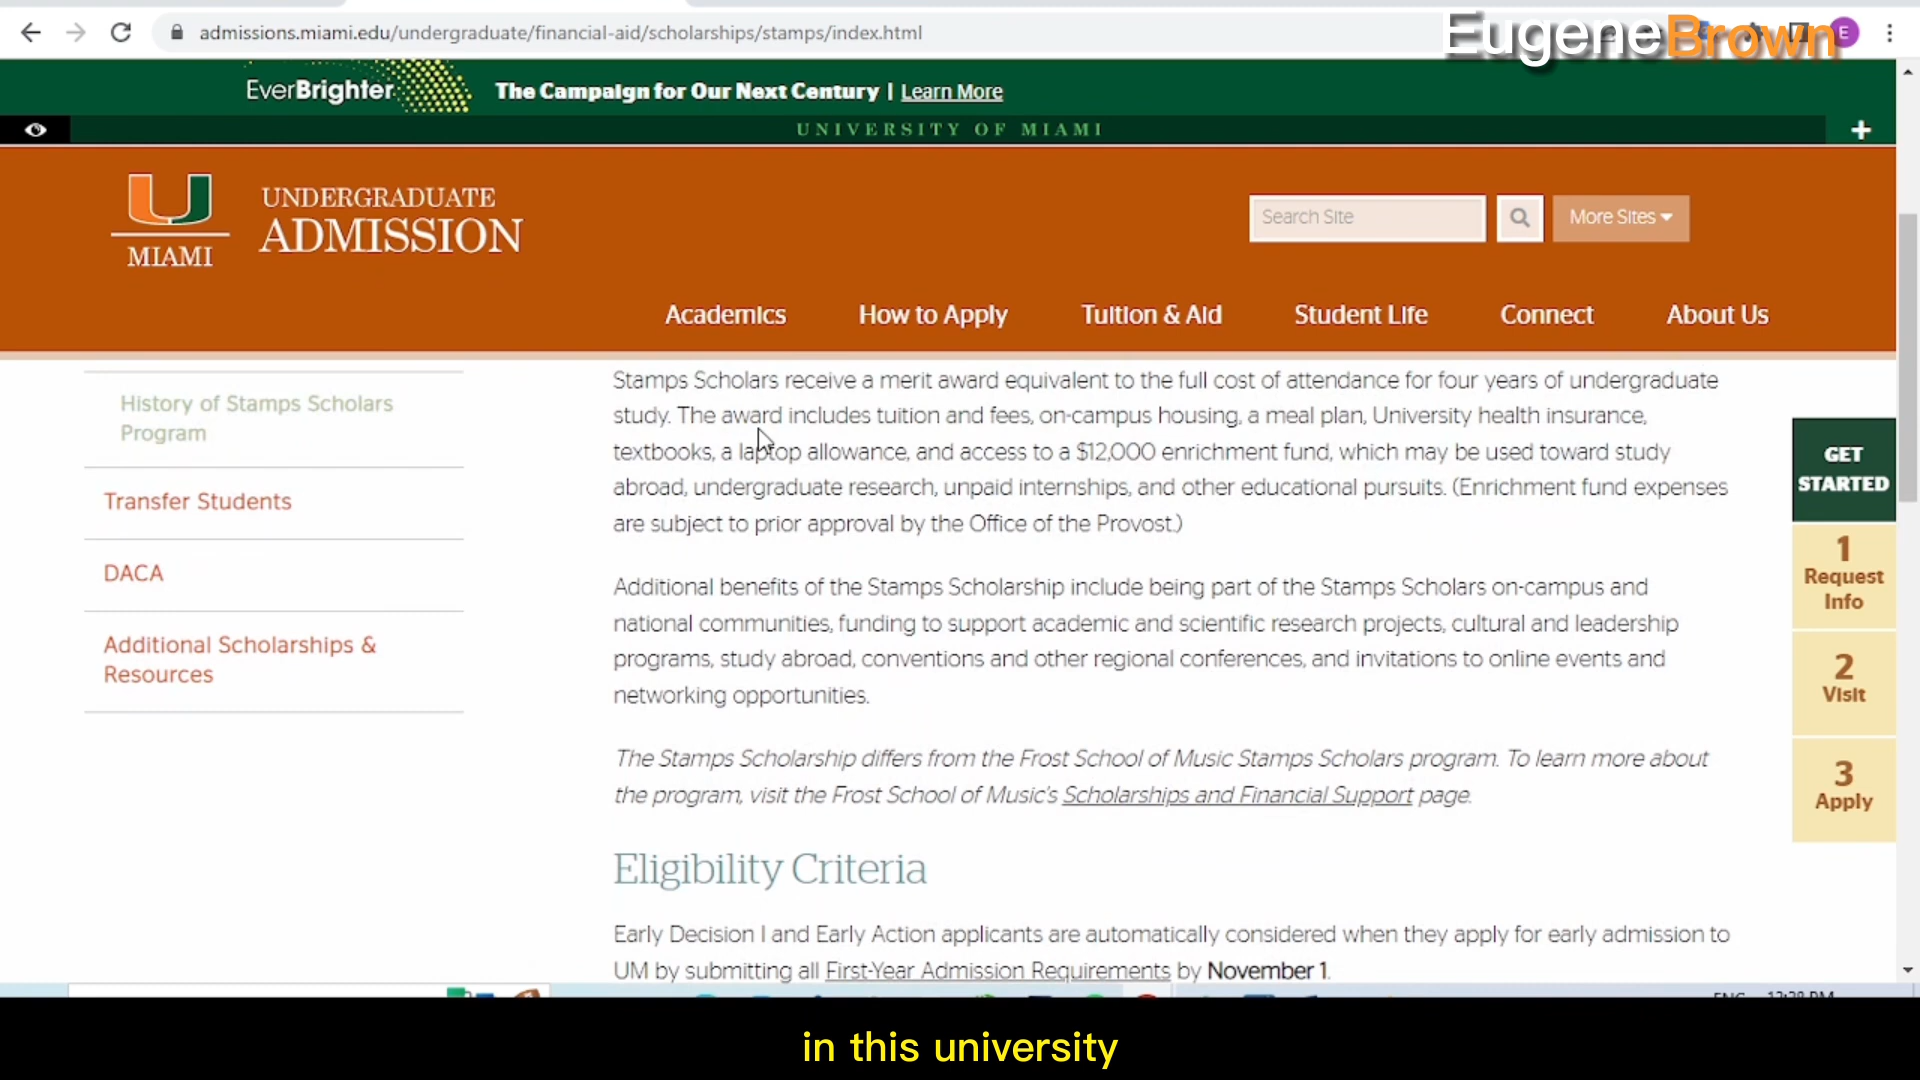 admissions.miami.edu/undergraduate/financial-aid/scholarships/stamps/index.html
EugeneBrown
E
EverBrighter
The Campaign for Our Next Century | Learn More
UNIVERSITY OF MIAMI
+
MIAMI
UNDERGRADUATE
ADMISSION
Search Site
More Sites
Academics How to Apply Tuition & Aid Student Life Connect About Us
History of Stamps Scholars
Program
Transfer Students
DACA
Additional Scholarships &
Resources
Stamps Scholars receive a merit award equivalent to the full cost of attendance for four years of undergraduate
study. The award includes tuition and fees, on-campus housing, a meal plan, University health insurance,
textbooks, a laptop allowance, and access to a $12,000 enrichment fund, which may be used toward study
abroad, undergraduate research, unpaid internships, and other educational pursuits. (Enrichment fund expenses
are subject to prior approval by the Office of the Provost.)
Additional benefits of the Stamps Scholarship include being part of the Stamps Scholars on-campus and
national communities, funding to support academic and scientific research projects, cultural and leadership
programs, study abroad, conventions and other regional conferences, and invitations to online events and
networking opportunities.
The Stamps Scholarship differs from the Frost School of Music Stamps Scholars program. To learn more about
the program, visit the Frost School of Music's Scholarships and Financial Support page.
Eligibility Criteria
Early Decision I and Early Action applicants are automatically considered when they apply for early admission to
UM by submitting all First-Year Admission Requirements by November 1.
GET
STARTED
1
Request
Info
2
Visit
3
Apply
in this university